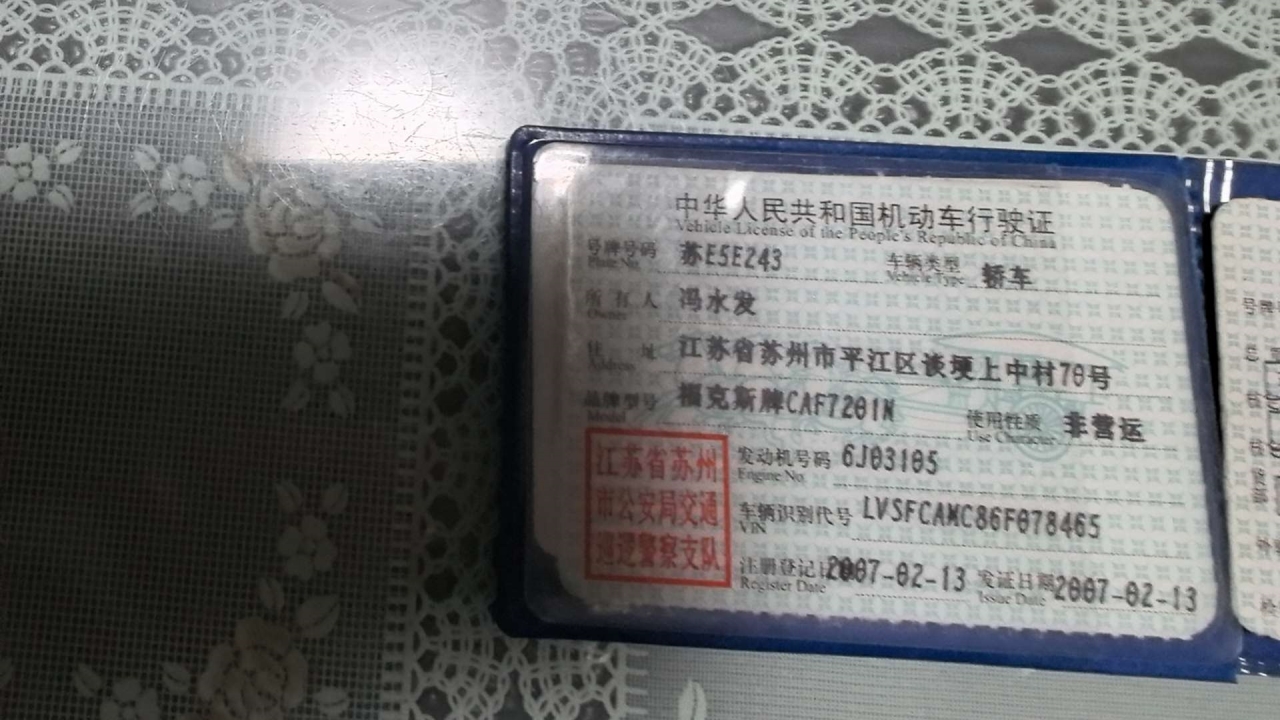 中华人民共和国机动车行驶证
Vehicle License of the People's Republic of China
号牌号码 苏E5E243 车辆类型 轿车
Plate No. Vehicle Type
所有人 冯水发
Owner
住址 江苏省苏州市平江区谈埂上中村70号
Address
品牌型号 福克斯牌CAF7201M 使用性质 非营运
Model Use Character
江苏省苏州
市公安局交通
巡逻警察支队
发动机号码 6J03105
Engine No.
车辆识别代号 LVSFCAMC86F078465
VIN
注册登记日期 2007-02-13 发证日期 2007-02-13
Register Date Issue Date
号牌